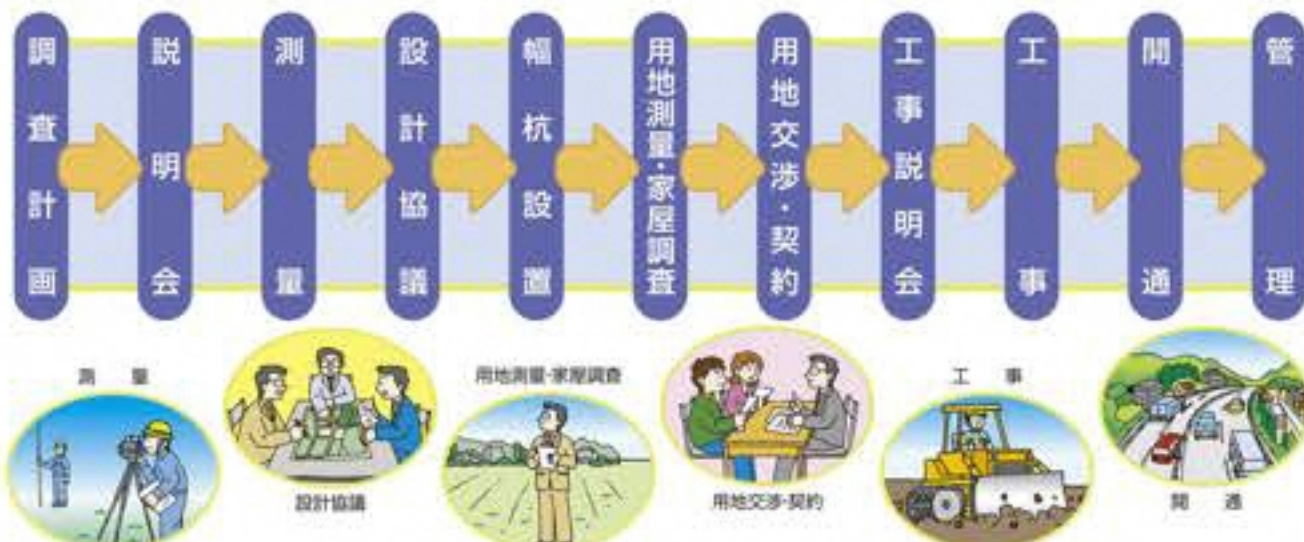 調査計画
説明会
測量
設計協議
幅杭設置
用地測量・家屋調査
用地交渉・契約
工事説明会
工事
開通
管理
測量
設計協議
用地測量・家屋調査
用地交渉・契約
工事
開通